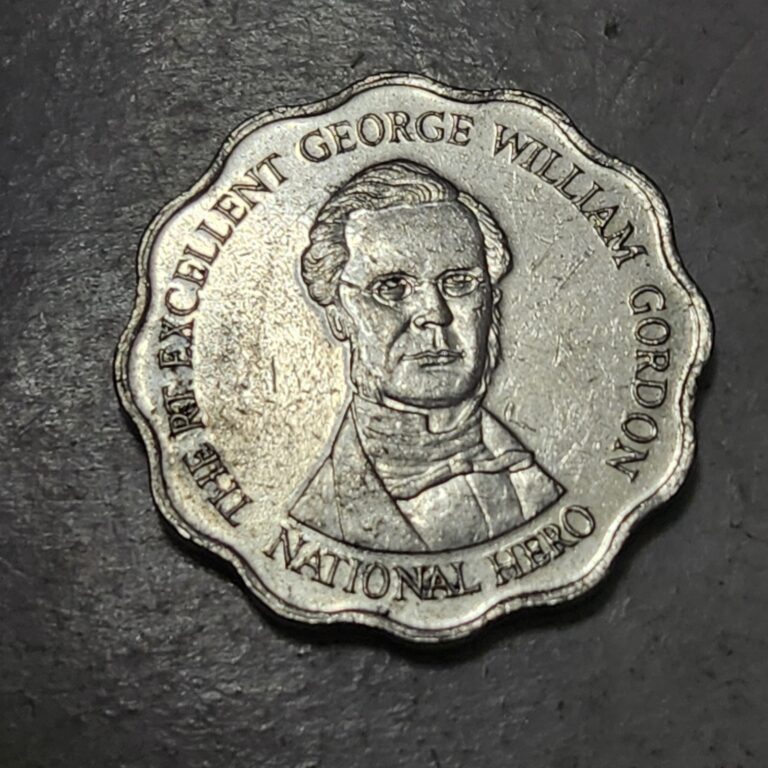 THE RT. EXCELLENT GEORGE WILLIAM GORDON
NATIONAL HERO